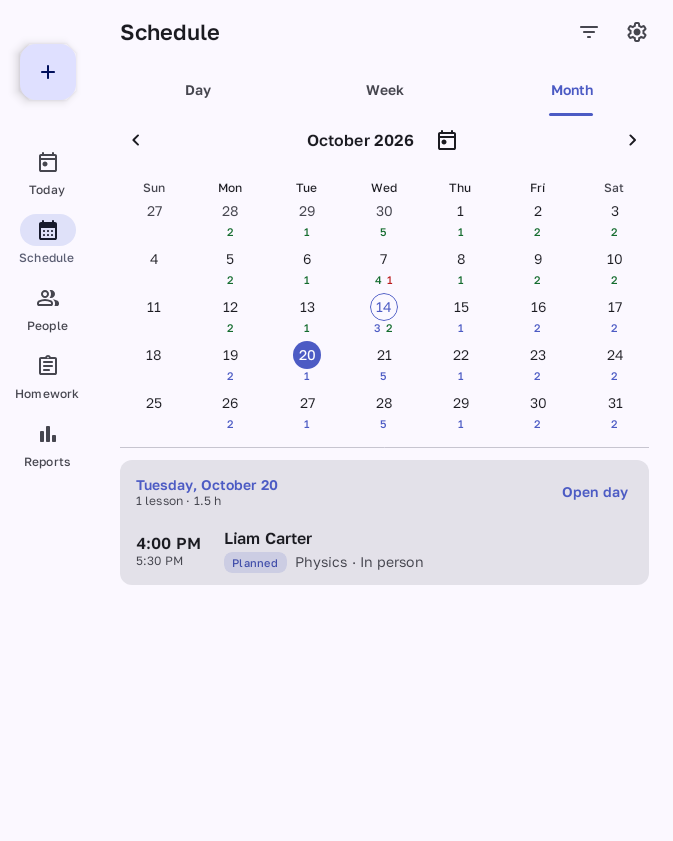 Schedule
Day Week Month
October 2026
Today
Schedule
People
Homework
Reports
Sun Mon Tue Wed Thu Fri Sat
27 28 29 30 1 2 3
2 1 5 1 2 2
4 5 6 7 8 9 10
2 1 4 1 1 2 2
11 12 13 14 15 16 17
2 1 3 2 1 2 2
18 19 20 21 22 23 24
2 1 5 1 2 2
25 26 27 28 29 30 31
2 1 5 1 2 2
Tuesday, October 20
1 lesson · 1.5 h
Open day
4:00 PM
5:30 PM
Liam Carter
Planned Physics · In person